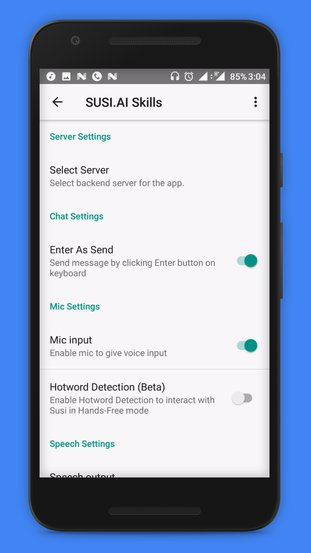 85% 3:04
SUSI.AI Skills
Server Settings
Select Server
Select backend server for the app.
Chat Settings
Enter As Send
Send message by clicking Enter button on
keyboard
Mic Settings
Mic input
Enable mic to give voice input
Hotword Detection (Beta)
Enable Hotword Detection to interact with
Susi in Hands-Free mode
Speech Settings
Speech output